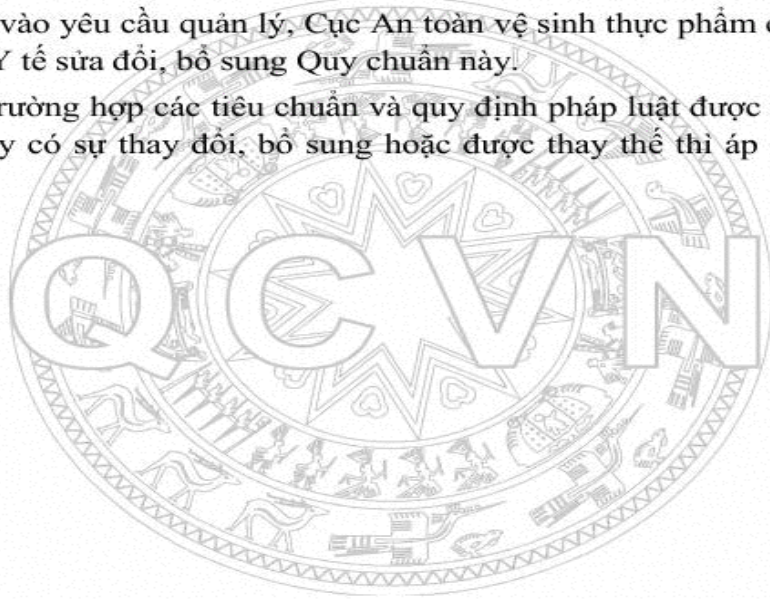 vào yêu cầu quản lý, Cục An toàn vệ sinh thực phẩm
Y tế sửa đổi, bổ sung Quy chuẩn này.
rường hợp các tiêu chuẩn và quy định pháp luật được
y có sự thay đổi, bổ sung hoặc được thay thế thì áp
QCVN